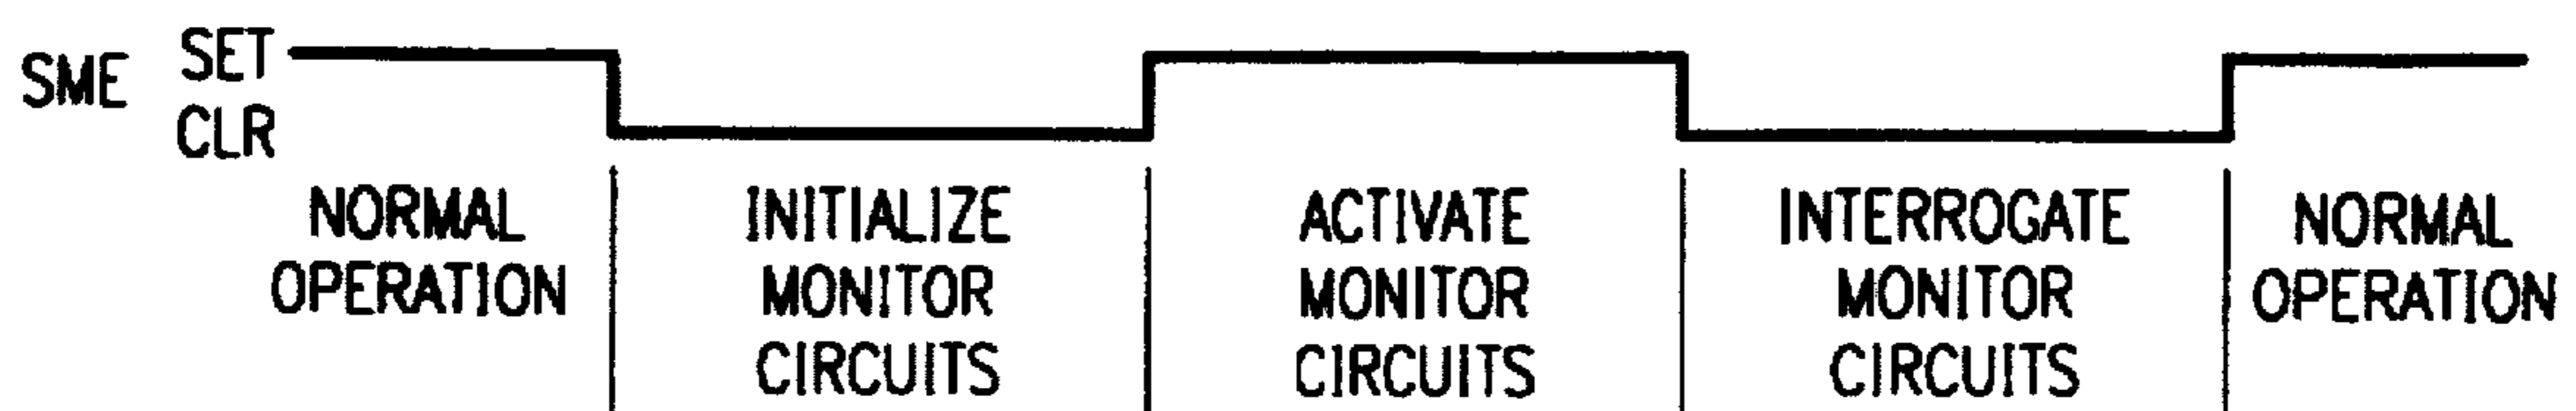 SME
SET
CLR
NORMAL
OPERATION
INITIALIZE
MONITOR
CIRCUITS
ACTIVATE
MONITOR
CIRCUITS
INTERROGATE
MONITOR
CIRCUITS
NORMAL
OPERATION